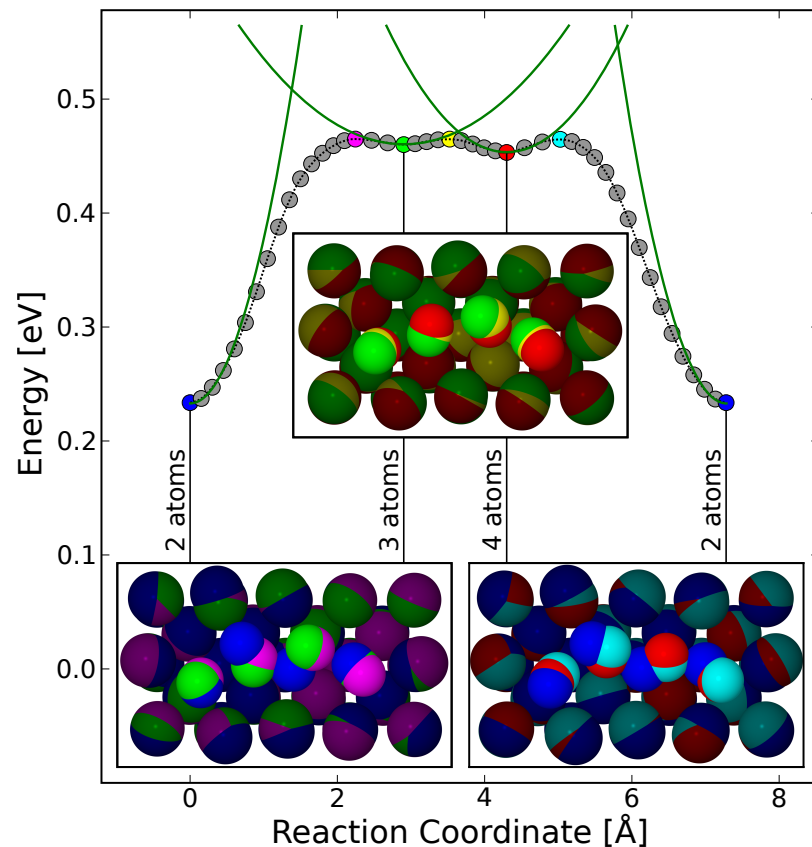 0.5
0.4
0.3
0.2
0.1
0.0
Energy [eV]
2 atoms
3 atoms
4 atoms
2 atoms
0
2
4
6
8
Reaction Coordinate [Å]